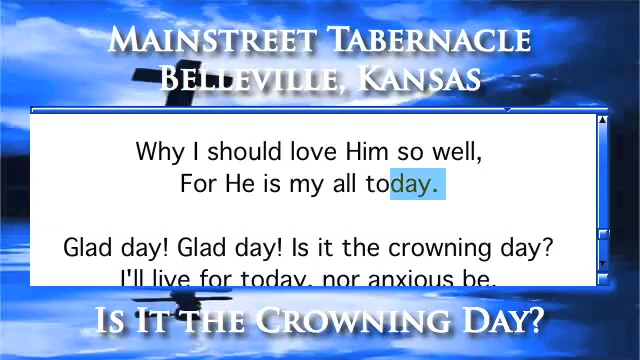 Mainstreet Tabernacle
Belleville, Kansas
Why I should love Him so well,
For He is my all today.
Glad day! Glad day! Is it the crowning day?
I'll live for today, nor anxious be,
Is It the Crowning Day?